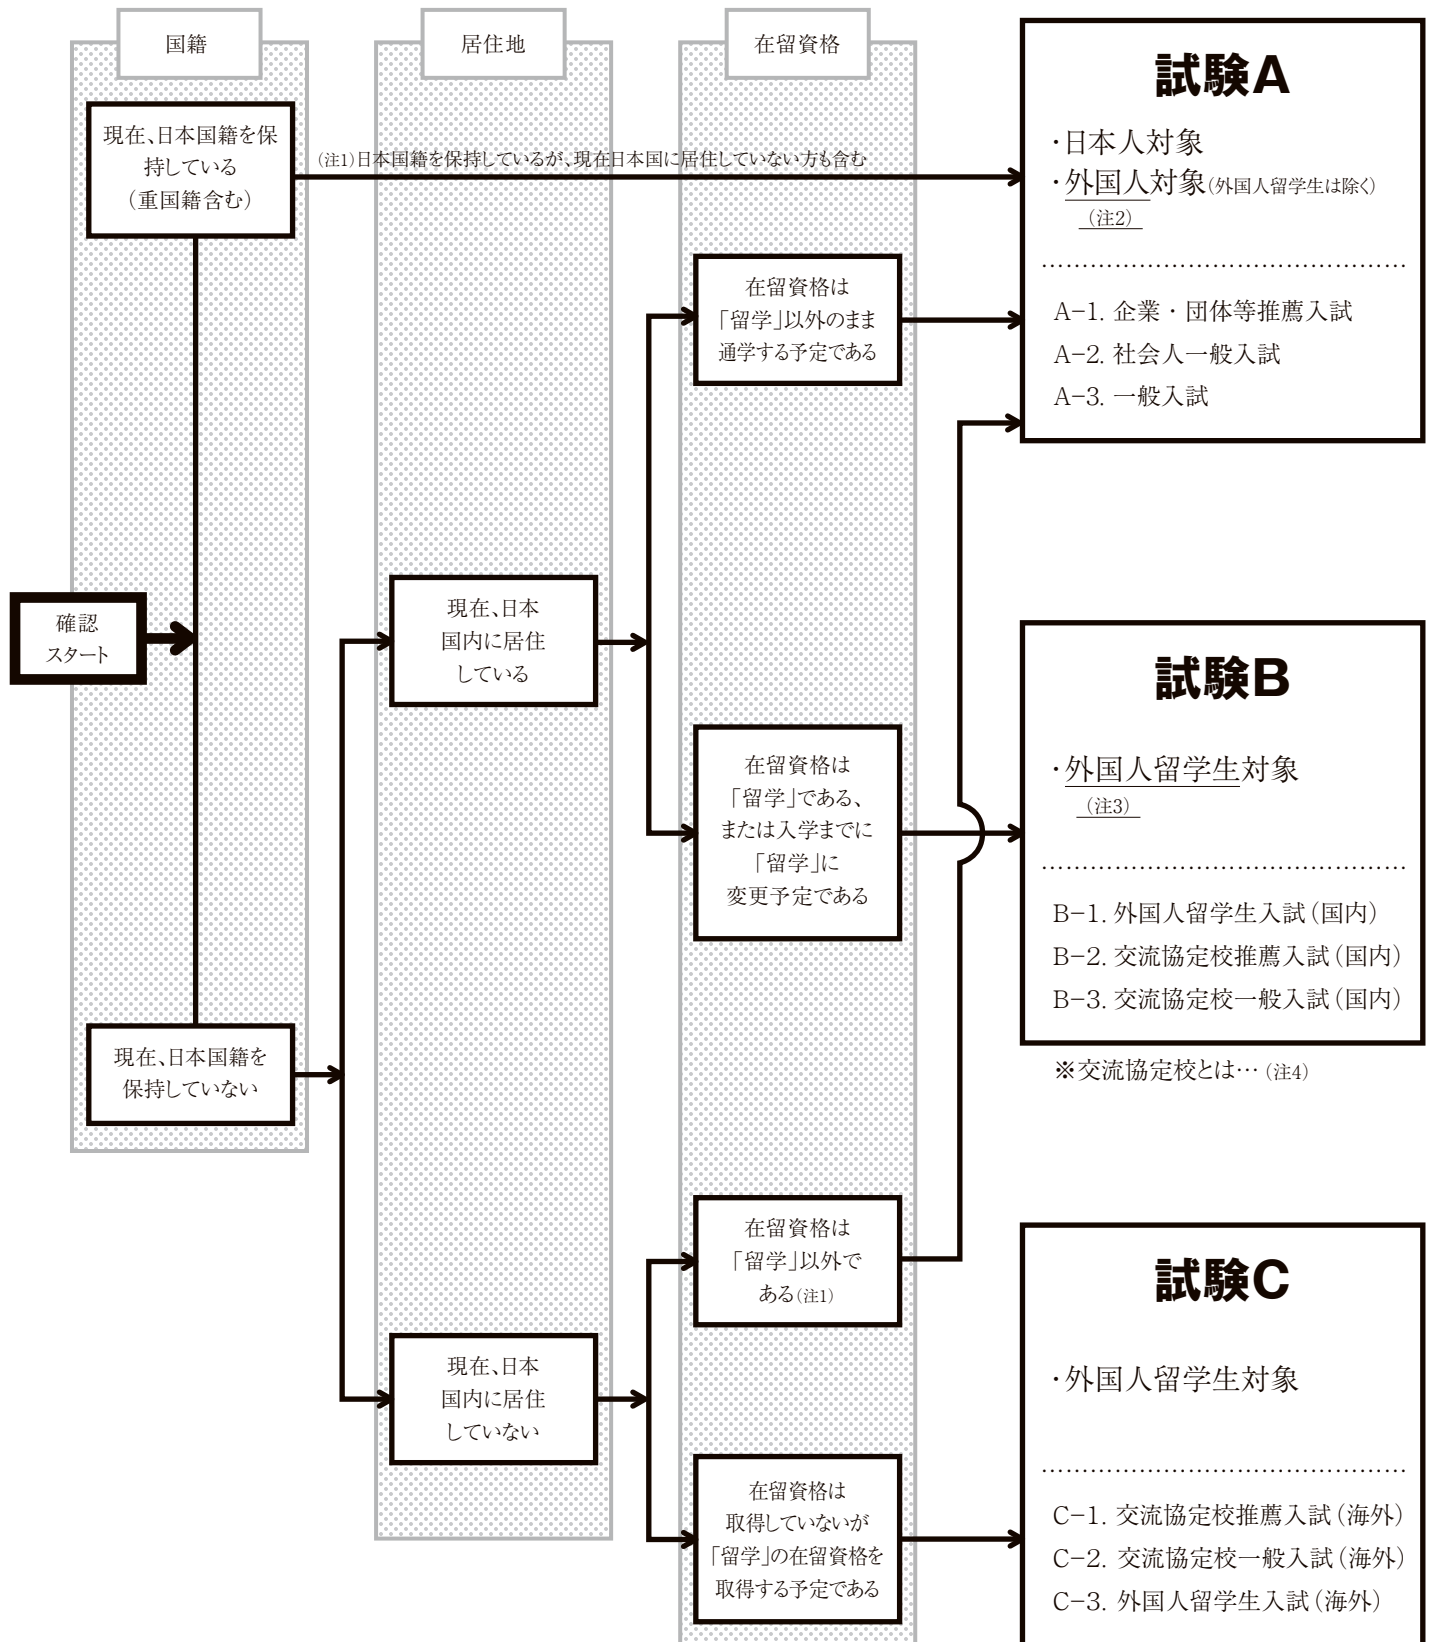 国籍
居住地
在留資格
現在、日本国籍を保
持している
（重国籍含む）
（注1）日本国籍を保持しているが、現在日本国に居住していない方も含む
確認
スタート
現在、日本国籍を
保持していない
現在、日本
国内に居住
している
現在、日本
国内に居住
していない
在留資格は
「留学」以外のまま
通学する予定である
在留資格は
「留学」である、
または入学までに
「留学」に
変更予定である
在留資格は
「留学」以外で
ある（注1）
在留資格は
取得していないが
「留学」の在留資格を
取得する予定である
試験A
・日本人対象
・外国人対象（外国人留学生は除く）
（注2）
A−1. 企業・団体等推薦入試
A−2. 社会人一般入試
A−3. 一般入試
試験B
・外国人留学生対象
（注3）
B−1. 外国人留学生入試（国内）
B−2. 交流協定校推薦入試（国内）
B−3. 交流協定校一般入試（国内）
※交流協定校とは…（注4）
試験C
・外国人留学生対象
C−1. 交流協定校推薦入試（海外）
C−2. 交流協定校一般入試（海外）
C−3. 外国人留学生入試（海外）